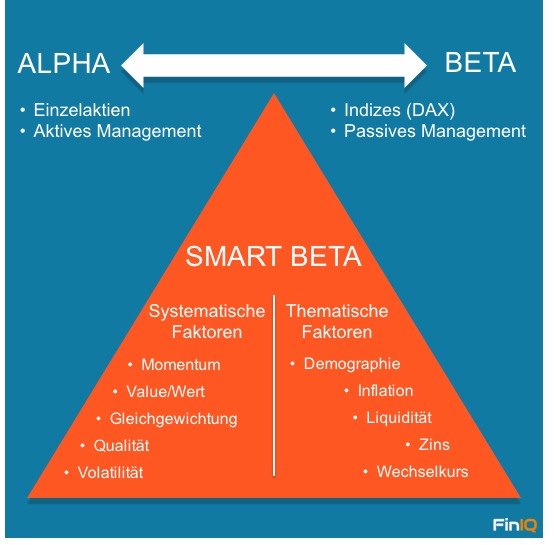 ALPHA
BETA
• Einzelaktien
• Aktives Management
• Indizes (DAX)
• Passives Management
SMART BETA
Systematische
Faktoren
• Momentum
• Value/Wert
• Gleichgewichtung
• Qualität
• Volatilität
Thematische
Faktoren
• Demographie
• Inflation
• Liquidität
• Zins
• Wechselkurs
FinIQ